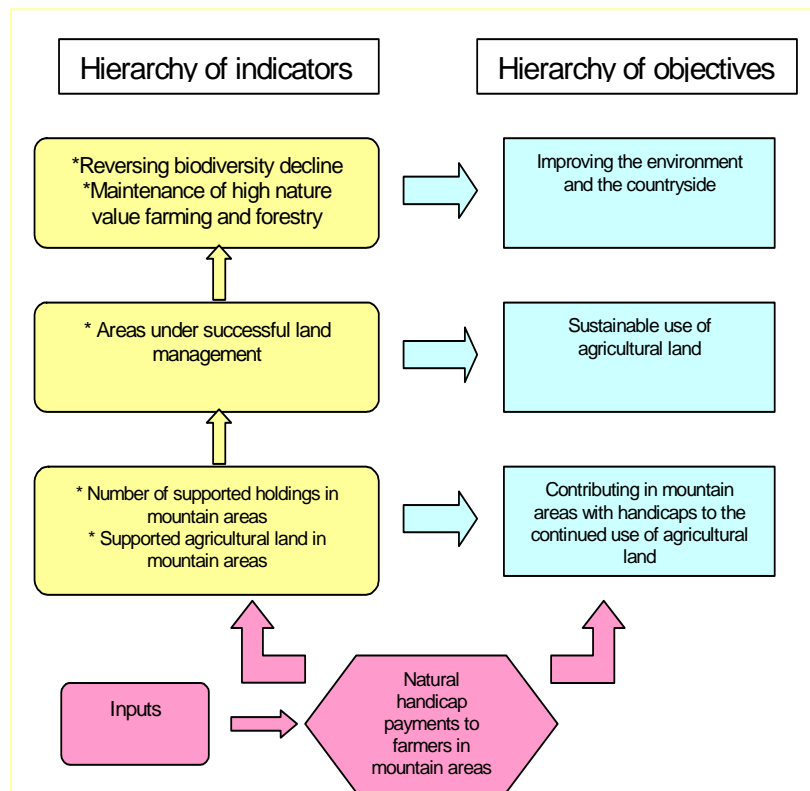 Hierarchy of indicators
Hierarchy of objectives
*Reversing biodiversity decline
*Maintenance of high nature
value farming and forestry
Improving the environment
and the countryside
* Areas under successful land
management
Sustainable use of
agricultural land
* Number of supported holdings in
mountain areas
* Supported agricultural land in
mountain areas
Contributing in mountain
areas with handicaps to the
continued use of agricultural
land
Inputs
Natural
handicap
payments to
farmers in
mountain areas